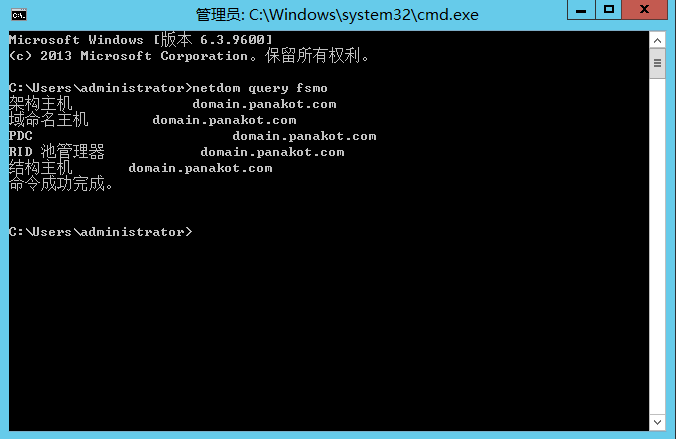 管理员: C:\Windows\system32\cmd.exe
Microsoft Windows [版本 6.3.9600]
(c) 2013 Microsoft Corporation。保留所有权利。
C:\Users\administrator>netdom query fsmo
架构主机 domain.panakot.com
域命名主机 domain.panakot.com
PDC domain.panakot.com
RID 池管理器 domain.panakot.com
结构主机 domain.panakot.com
命令成功完成。
C:\Users\administrator>